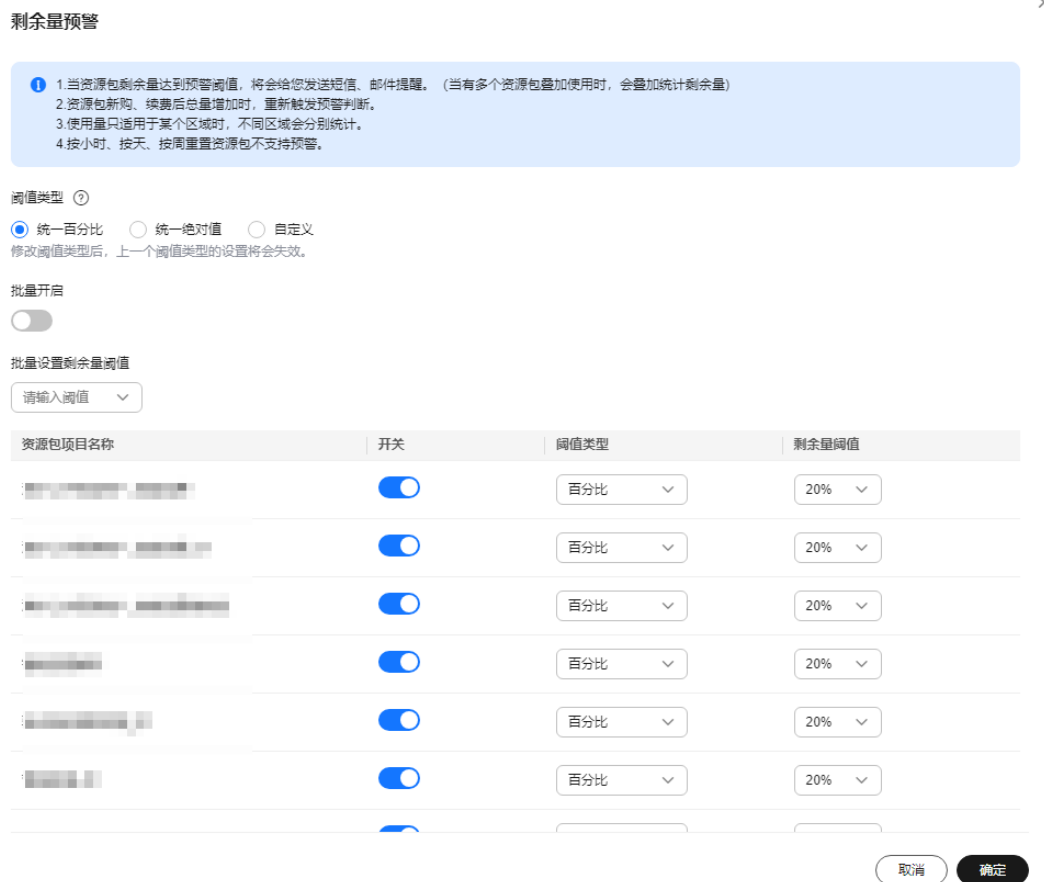 剩余量预警
1.当资源包剩余量达到预警阈值，将会给您发送短信、邮件提醒。（当有多个资源包叠加使用时，会叠加统计剩余量）
2.资源包新购、续费后总量增加时，重新触发预警判断。
3.使用量只适用于某个区域时，不同区域会分别统计。
4.按小时、按天、按周重置资源包不支持预警。
阈值类型 ?
统一百分比 统一绝对值 自定义
修改阈值类型后，上一个阈值类型的设置将会失效。
批量开启
批量设置剩余量阈值
请输入阈值
资源包项目名称 开关 阈值类型 剩余量阈值
百分比 20%
百分比 20%
百分比 20%
百分比 20%
百分比 20%
百分比 20%
取消 确定